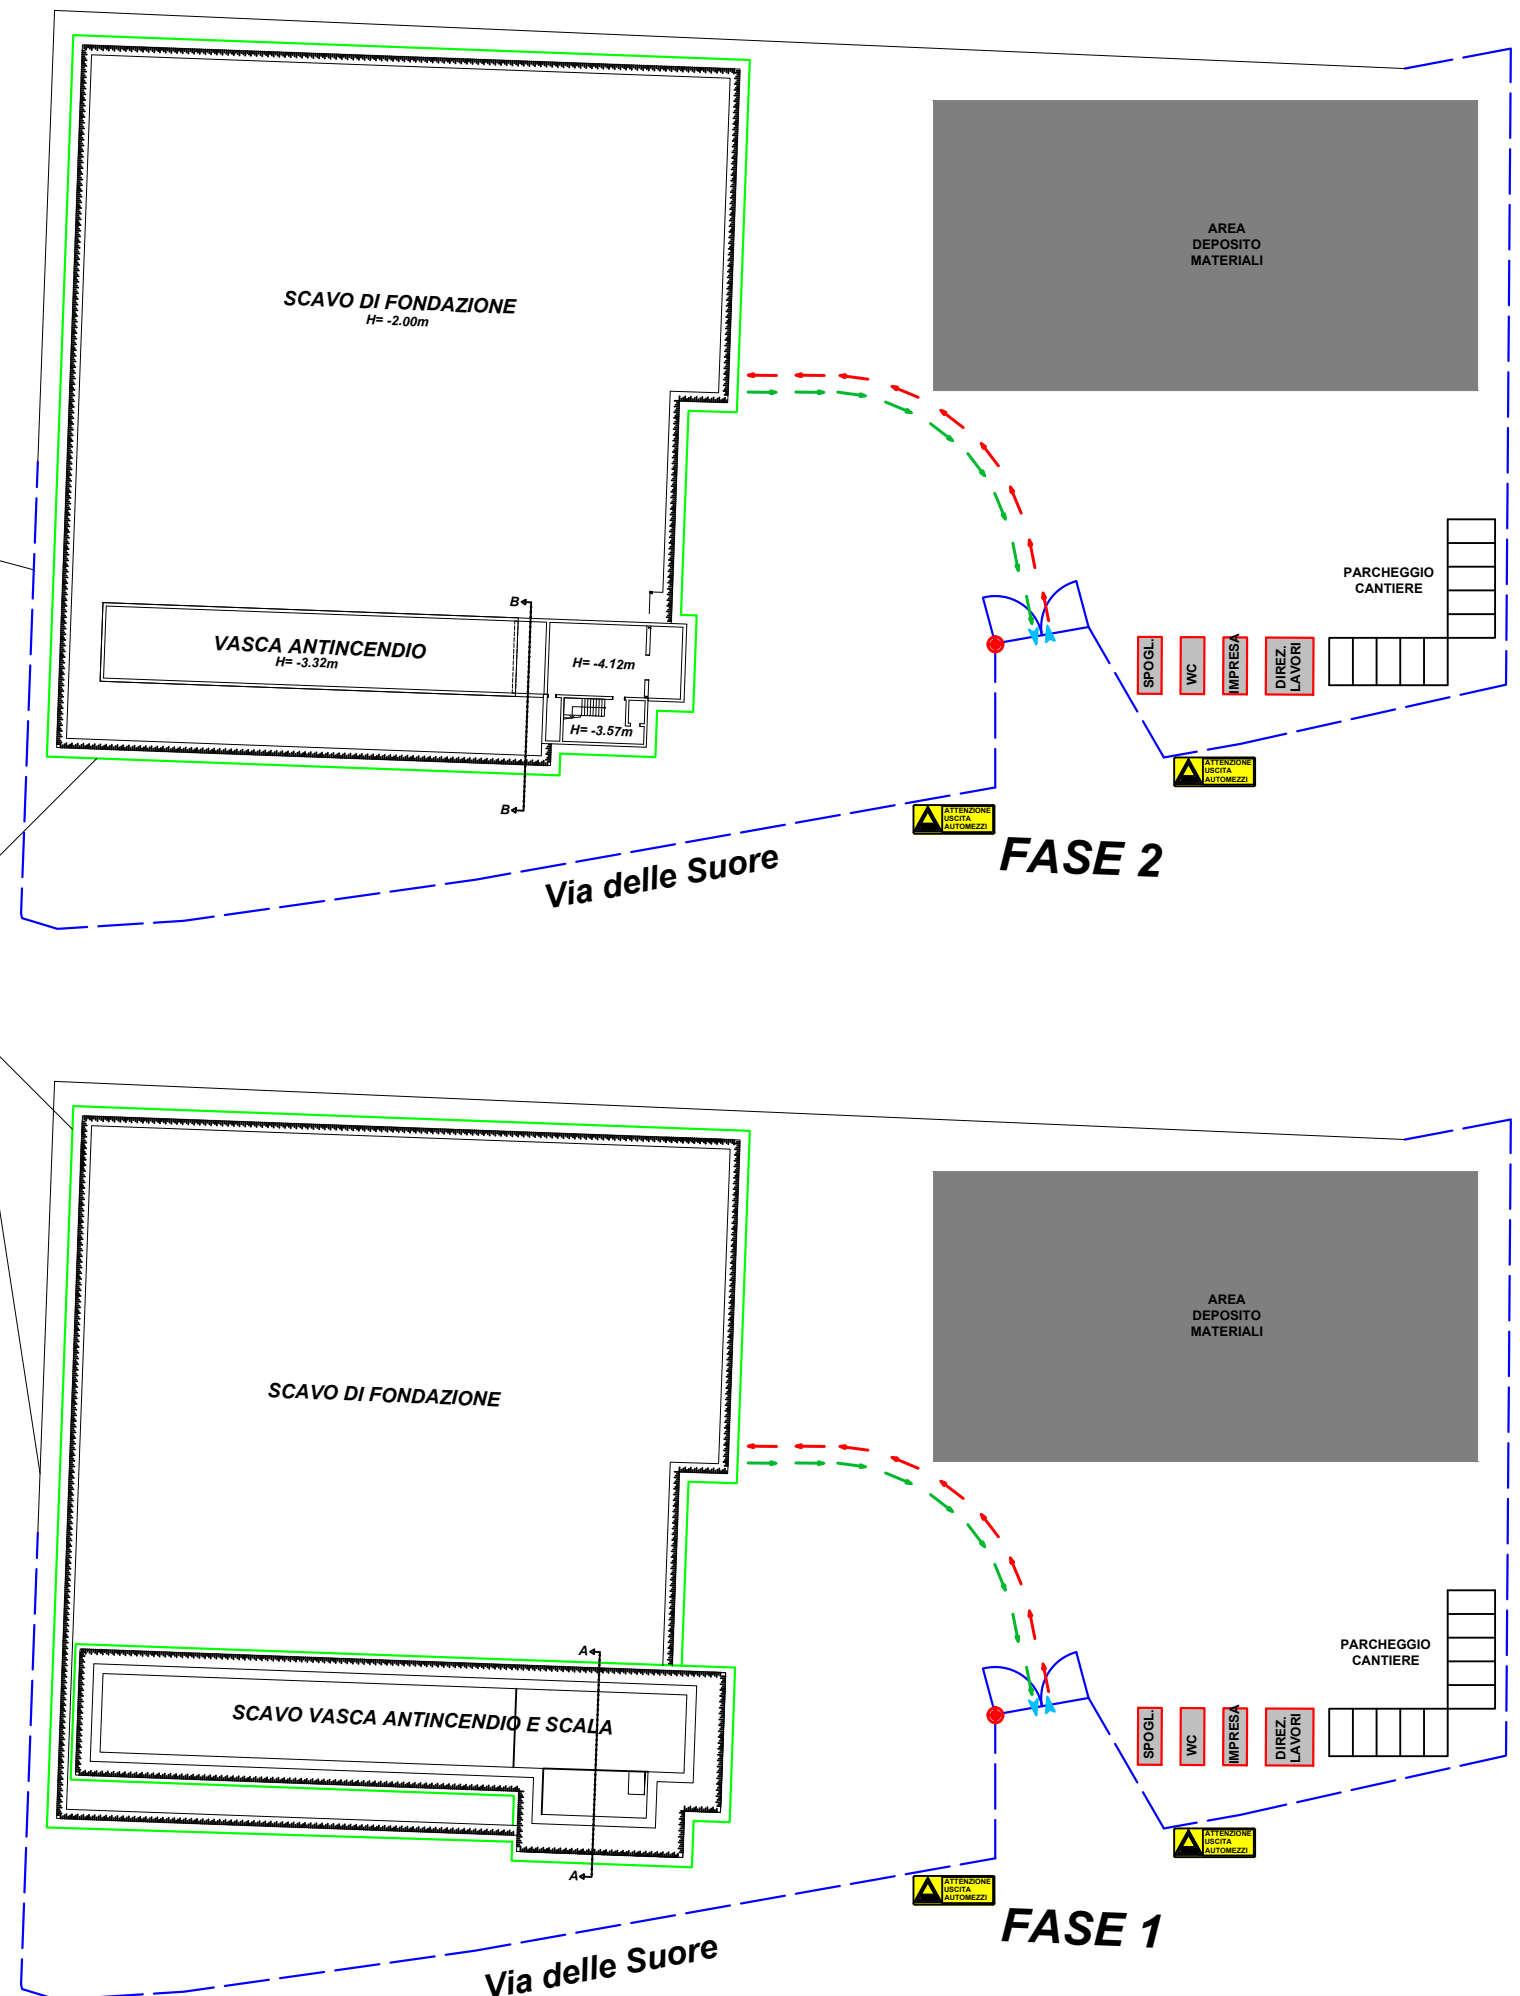 AREA
DEPOSITO
MATERIALI
SCAVO DI FONDAZIONE
H= -2.00m
PARCHEGGIO
CANTIERE
B
VASCA ANTINCENDIO
H= -3.32m
H= -4.12m
H= -3.57m
B
SPOGL.
WC
IMPRESA
DIREZ.
LAVORI
ATTENZIONE
USCITA
AUTOMEZZI
ATTENZIONE
USCITA
AUTOMEZZI
FASE 2
Via delle Suore
AREA
DEPOSITO
MATERIALI
SCAVO DI FONDAZIONE
PARCHEGGIO
CANTIERE
A
SCAVO VASCA ANTINCENDIO E SCALA
A
SPOGL.
WC
IMPRESA
DIREZ.
LAVORI
ATTENZIONE
USCITA
AUTOMEZZI
ATTENZIONE
USCITA
AUTOMEZZI
FASE 1
Via delle Suore